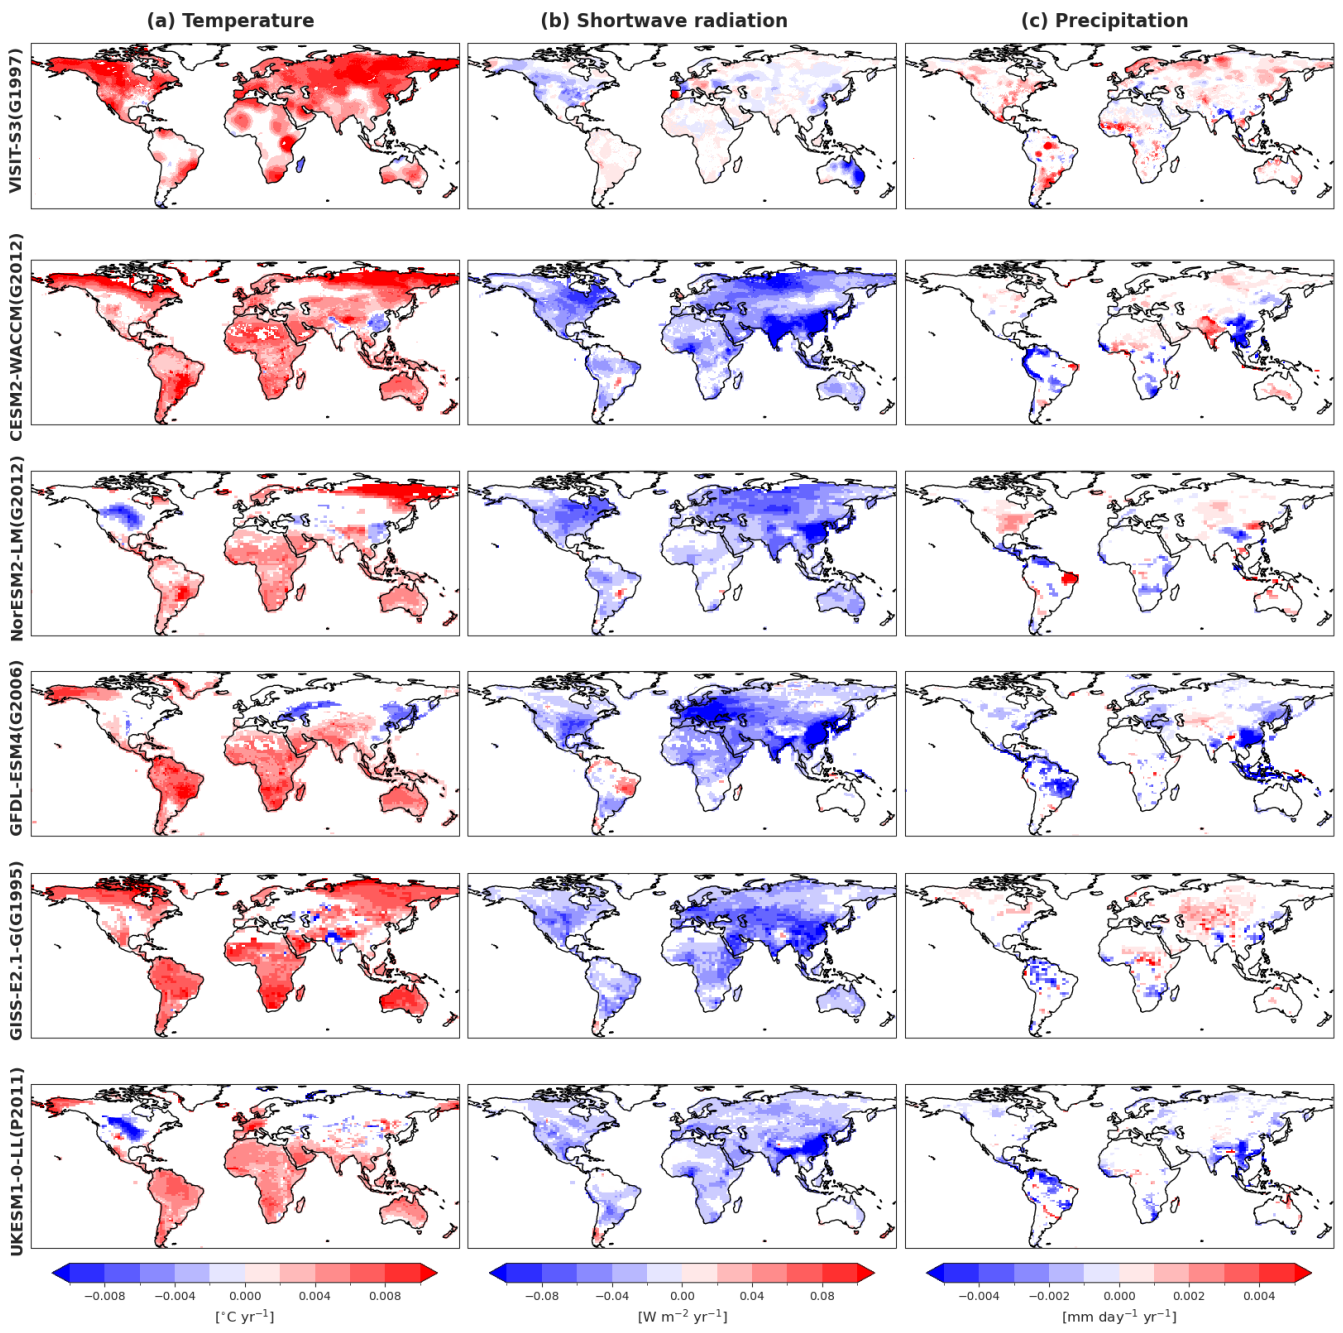 (a) Temperature (b) Shortwave radiation (c) Precipitation
VISIT-S3(G1997)
CESM2-WACCM(G2012)
NorESM2-LM(G2012)
GFDL-ESM4(G2006)
GISS-E2.1-G(G1995)
UKESM1-0-LL(P2011)
−0.008 −0.004 0.000 0.004 0.008
[°C yr⁻¹]
−0.08 −0.04 0.00 0.04 0.08
[W m⁻² yr⁻¹]
−0.004 −0.002 0.000 0.002 0.004
[mm day⁻¹ yr⁻¹]